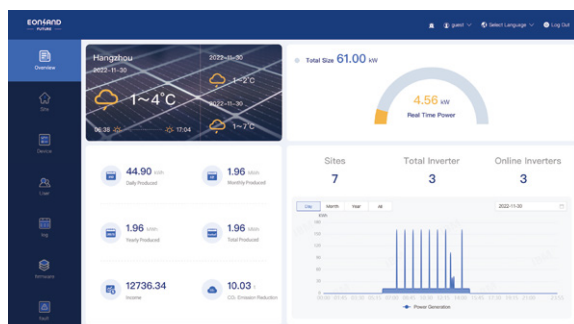 EONSAND
FUTURE
guest
Select Language
Log Out
Overview
Site
Device
User
log
firmware
Vault
Hangzhou
2022-11-30
1~4°C
06:38
17:04
2022-11-30
1~2°C
2022-11-30
1~7°C
Total Size 61.00 kW
4.56 kW
Real Time Power
44.90 kWh
Daily Produced
1.96 MWh
Monthly Produced
1.96 MWh
Yearly Produced
1.96 MWh
Total Produced
12736.34
Income
10.03 t
CO₂ Emission Reduction
Sites
7
Total Inverter
3
Online Inverters
3
Day
Month
Year
All
2022-11-30
Power Generation